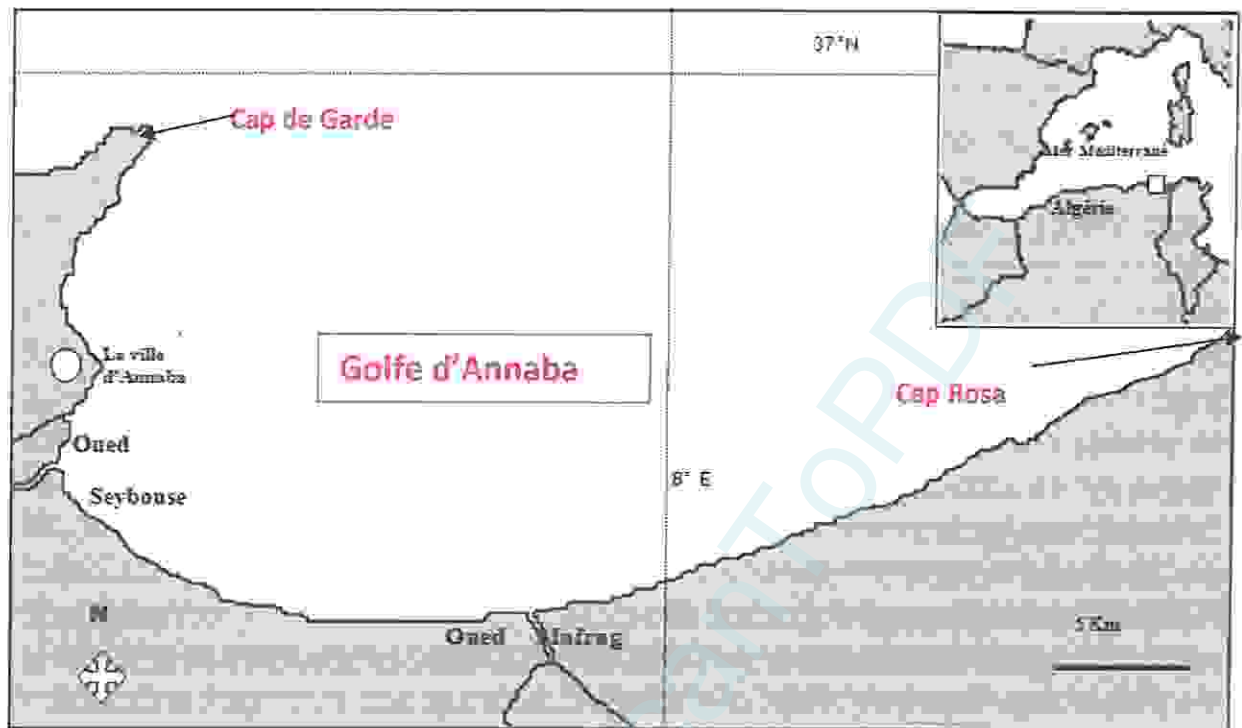 37°N
Cap de Garde
Mer Méditerrané
Algérie
Golfe d'Annaba
La ville
d'Annaba
Cap Rosa
Oued
8° E
Seybouse
N
Oued Mafrag
5 Km